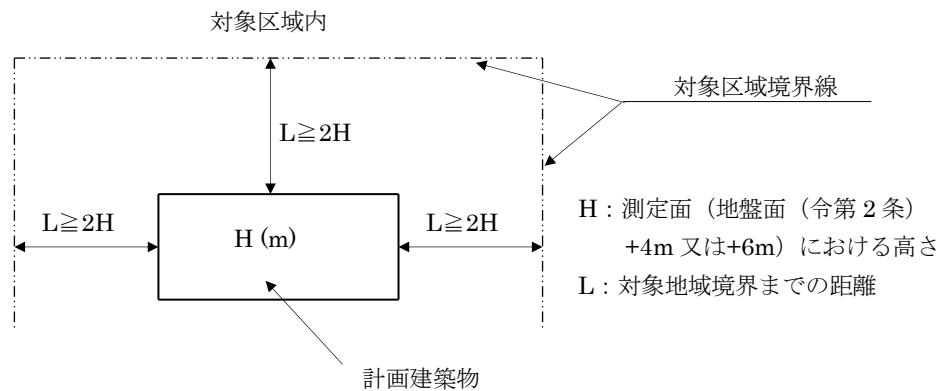 対象区域内
対象区域境界線
L≧2H
L≧2H
H (m)
L≧2H
H：測定面（地盤面（令第2条）
+4m 又は+6m）における高さ
L：対象地域境界までの距離
計画建築物